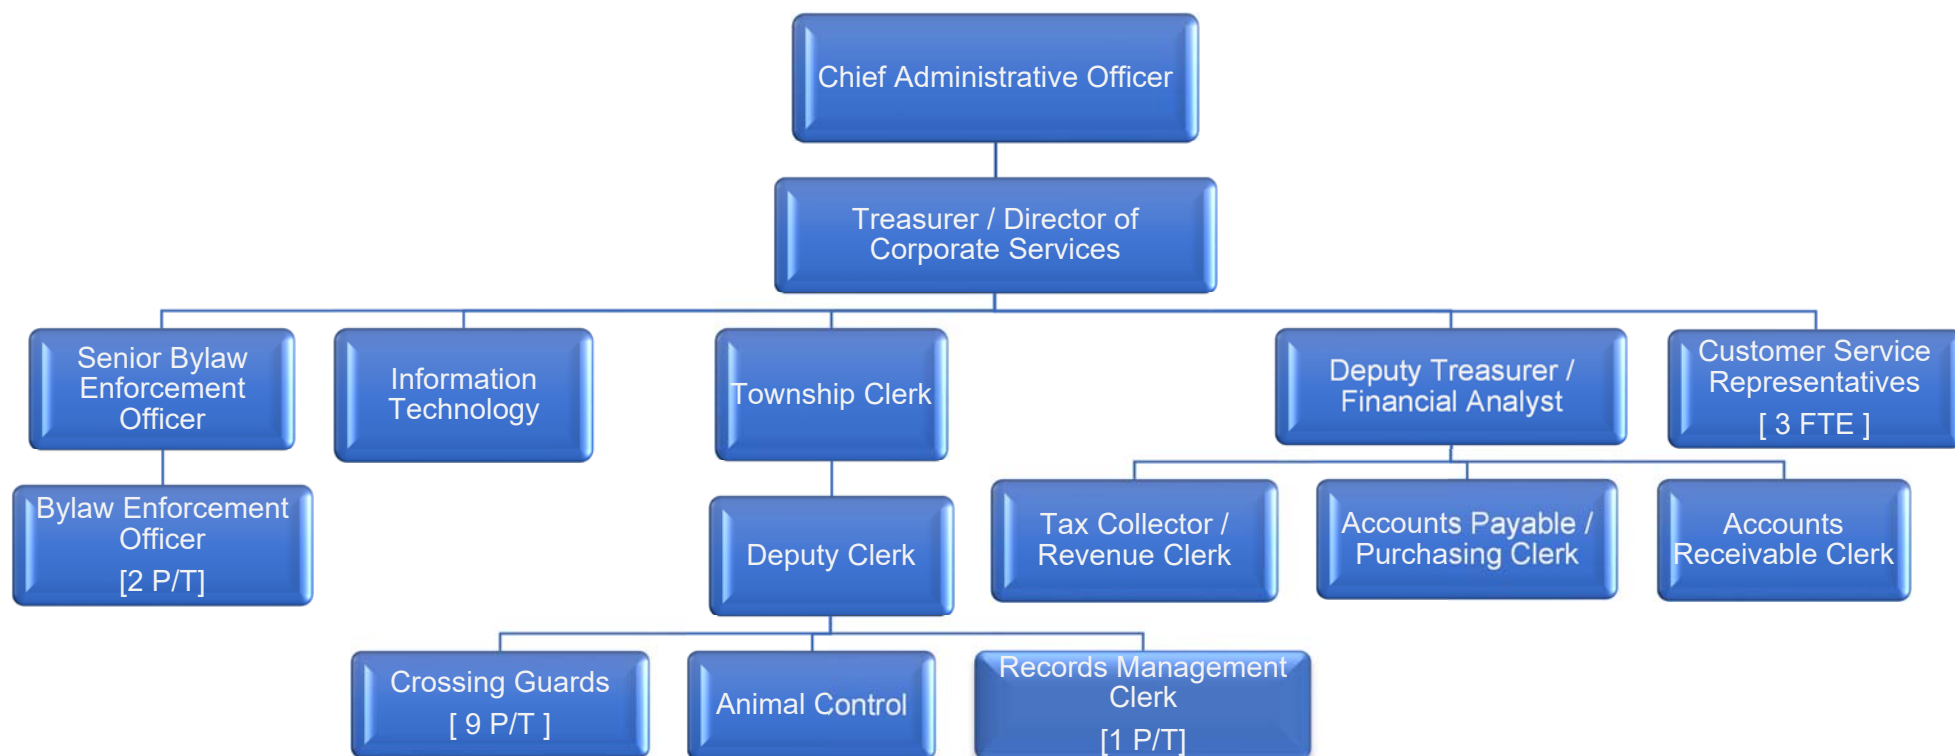 Chief Administrative Officer
Treasurer / Director of
Corporate Services
Senior Bylaw
Enforcement
Officer
Information
Technology
Township Clerk
Deputy Treasurer /
Financial Analyst
Customer Service
Representatives
[ 3 FTE ]
Bylaw Enforcement
Officer
[2 P/T]
Deputy Clerk
Tax Collector /
Revenue Clerk
Accounts Payable /
Purchasing Clerk
Accounts
Receivable Clerk
Crossing Guards
[ 9 P/T ]
Animal Control
Records Management
Clerk
[1 P/T]